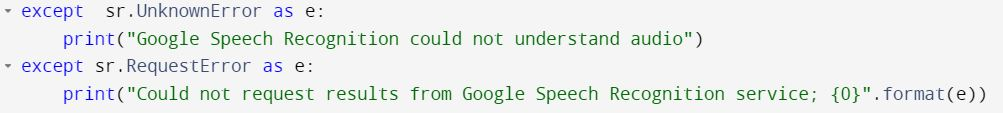 except  sr.UnknownError as e:
     print("Google Speech Recognition could not understand audio")
except sr.RequestError as e:
     print("Could not request results from Google Speech Recognition service; {0}".format(e))